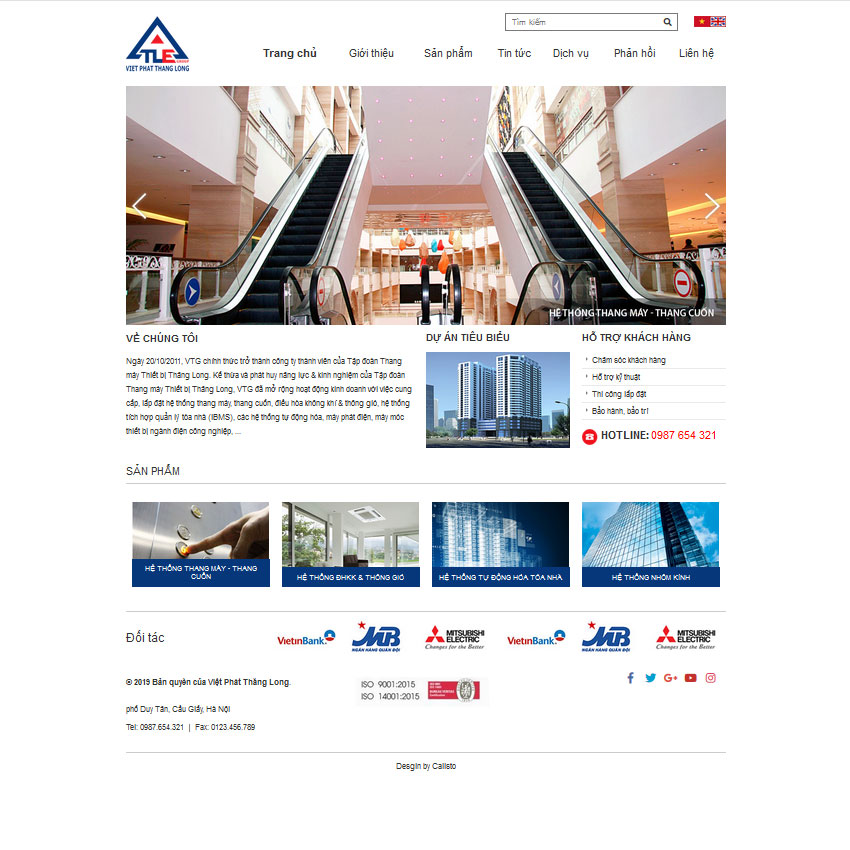 Tìm kiếm
TLE GROUP
VIET PHAT THANG LONG
Trang chủ
Giới thiệu
Sản phẩm
Tin tức
Dịch vụ
Phản hồi
Liên hệ
HỆ THỐNG THANG MÁY - THANG CUỐN
VỀ CHÚNG TÔI
Ngày 20/10/2011, VTG chính thức trở thành công ty thành viên của Tập đoàn Thang
máy Thiết bị Thăng Long. Kế thừa và phát huy năng lực & kinh nghiệm của Tập đoàn
Thang máy Thiết bị Thăng Long, VTG đã mở rộng hoạt động kinh doanh với việc cung
cấp, lắp đặt hệ thống thang máy, thang cuốn, điều hòa không khí & thông gió, hệ thống
tích hợp quản lý tòa nhà (IBMS), các hệ thống tự động hóa, máy phát điện, máy móc
thiết bị ngành điện công nghiệp, ...
DỰ ÁN TIÊU BIỂU
HỖ TRỢ KHÁCH HÀNG
Chăm sóc khách hàng
Hỗ trợ kỹ thuật
Thi công lắp đặt
Bảo hành, bảo trì
HOTLINE: 0987 654 321
SẢN PHẨM
HỆ THỐNG THANG MÁY - THANG
CUỐN
HỆ THỐNG ĐHKK & THÔNG GIÓ
HỆ THỐNG TỰ ĐỘNG HÓA TÒA NHÀ
HỆ THỐNG NHÔM KÍNH
Đối tác
VietinBank
MB
NGÂN HÀNG QUÂN ĐỘI
MITSUBISHI
ELECTRIC
Changes for the Better
VietinBank
MB
NGÂN HÀNG QUÂN ĐỘI
MITSUBISHI
ELECTRIC
Changes for the Better
© 2019 Bản quyền của Việt Phát Thăng Long.
phố Duy Tân, Cầu Giấy, Hà Nội
Tel: 0987.654.321 | Fax: 0123.456.789
ISO 9001:2015
ISO 14001:2015
BUREAU VERITAS
Certification
Desgin by Calisto